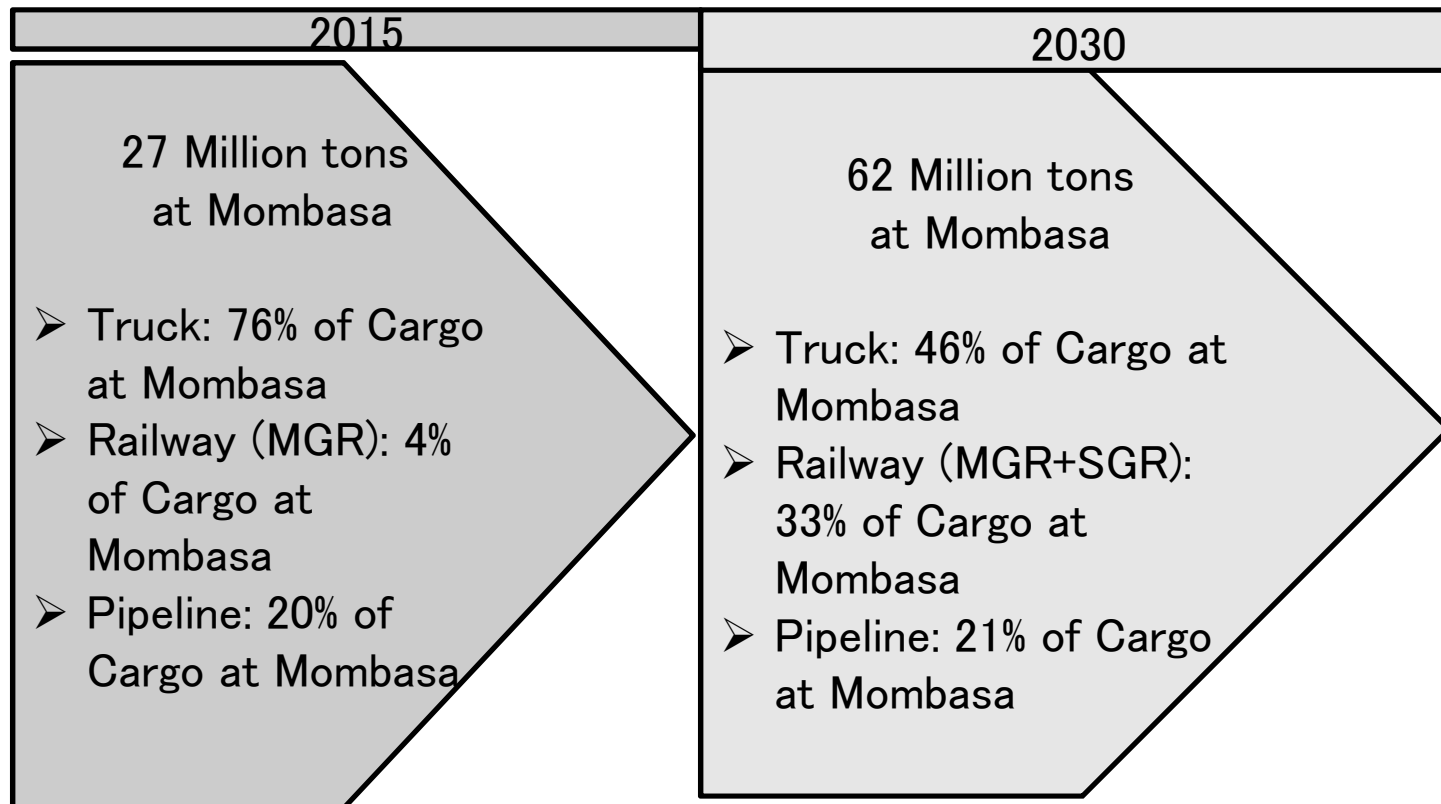 2015
27 Million tons
at Mombasa
➢ Truck: 76% of Cargo
at Mombasa
➢ Railway (MGR): 4%
of Cargo at
Mombasa
➢ Pipeline: 20% of
Cargo at Mombasa
2030
62 Million tons
at Mombasa
➢ Truck: 46% of Cargo at
Mombasa
➢ Railway (MGR+SGR):
33% of Cargo at
Mombasa
➢ Pipeline: 21% of Cargo
at Mombasa